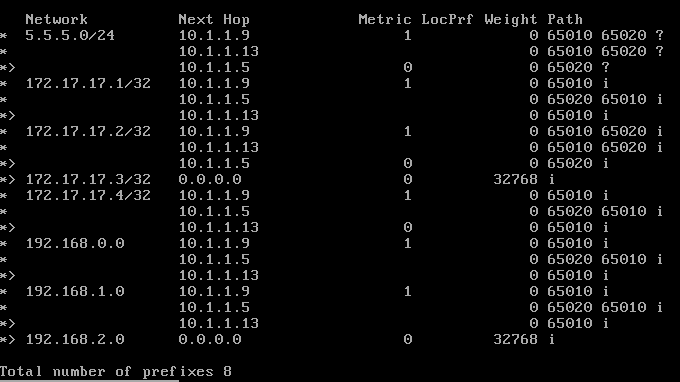 Network          Next Hop            Metric LocPrf Weight Path
*  5.5.5.0/24       10.1.1.9                 1             0 65010 65020 ?
*                   10.1.1.13                              0 65010 65020 ?
*>                  10.1.1.5                 0             0 65020 ?
*  172.17.17.1/32   10.1.1.9                 1             0 65010 i
*                   10.1.1.5                               0 65020 65010 i
*>                  10.1.1.13                0             0 65010 i
*  172.17.17.2/32   10.1.1.9                 1             0 65010 65020 i
*                   10.1.1.13                              0 65010 65020 i
*>                  10.1.1.5                 0             0 65020 i
*> 172.17.17.3/32   0.0.0.0                  0         32768 i
*  172.17.17.4/32   10.1.1.9                 1             0 65010 i
*                   10.1.1.5                               0 65020 65010 i
*>                  10.1.1.13                0             0 65010 i
*  192.168.0.0      10.1.1.9                 1             0 65010 i
*                   10.1.1.5                               0 65020 65010 i
*>                  10.1.1.13                              0 65010 i
*  192.168.1.0      10.1.1.9                 1             0 65010 i
*                   10.1.1.5                               0 65020 65010 i
*>                  10.1.1.13                              0 65010 i
*> 192.168.2.0      0.0.0.0                  0         32768 i
Total number of prefixes 8